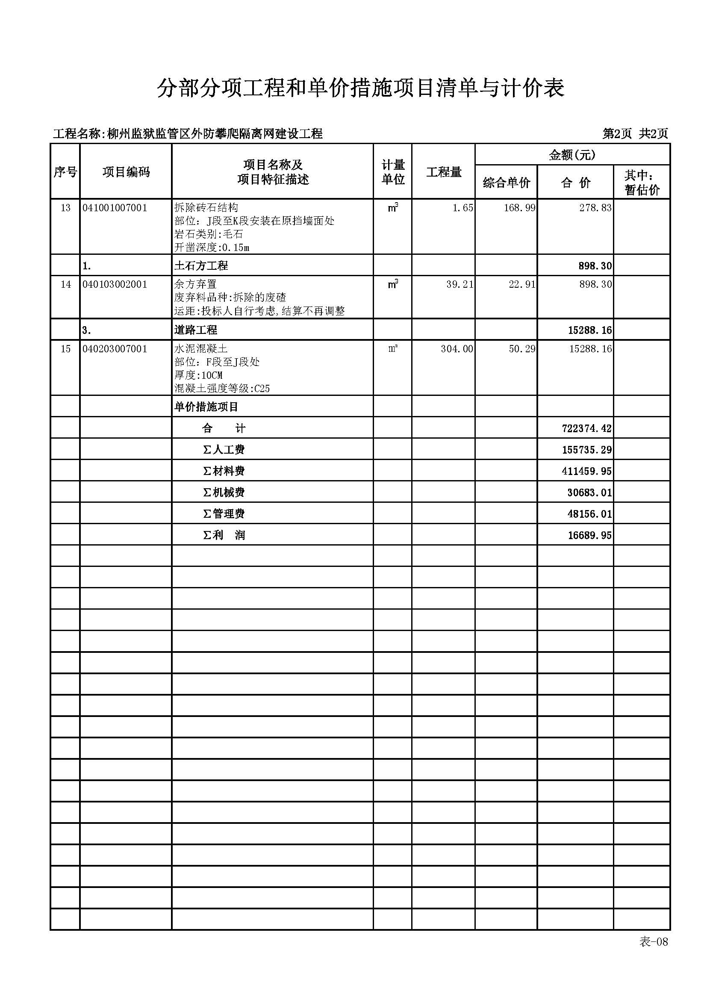 分部分项工程和单价措施项目清单与计价表
工程名称:柳州监狱监管区外防攀爬隔离网建设工程 第2页 共2页
序号 项目编码 项目名称及 计量 工程量 金额(元)
项目特征描述 单位 综合单价 合 价 其中:
暂估价
13 041001007001 拆除砖石结构 m³ 1.65 168.99 278.83
部位: J段至K段安装在原挡墙面处
岩石类别:毛石
开凿深度:0.15m
1. 土石方工程 898.30
14 040103002001 余方弃置 m³ 39.21 22.91 898.30
废弃料品种:拆除的废碴
运距:投标人自行考虑,结算不再调整
3. 道路工程 15288.16
15 040203007001 水泥混凝土 m² 304.00 50.29 15288.16
部位: F段至J段处
厚度:10CM
混凝土强度等级:C25
单价措施项目
合 计 722374.42
Σ人工费 155735.29
Σ材料费 411459.95
Σ机械费 30683.01
Σ管理费 48156.01
Σ利 润 16689.95
表-08